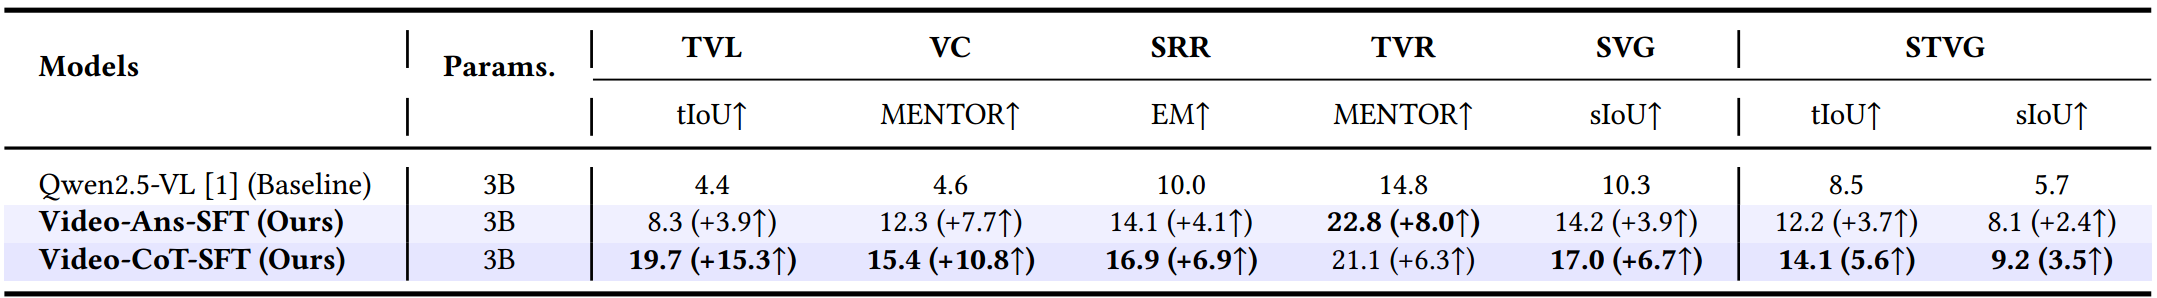 Models Params. TVL VC SRR TVR SVG STVG
tIoU↑ MENTOR↑ EM↑ MENTOR↑ sIoU↑ tIoU↑ sIoU↑
Qwen2.5-VL [1] (Baseline) 3B 4.4 4.6 10.0 14.8 10.3 8.5 5.7
Video-Ans-SFT (Ours) 3B 8.3 (+3.9↑) 12.3 (+7.7↑) 14.1 (+4.1↑) 22.8 (+8.0↑) 14.2 (+3.9↑) 12.2 (+3.7↑) 8.1 (+2.4↑)
Video-CoT-SFT (Ours) 3B 19.7 (+15.3↑) 15.4 (+10.8↑) 16.9 (+6.9↑) 21.1 (+6.3↑) 17.0 (+6.7↑) 14.1 (5.6↑) 9.2 (3.5↑)